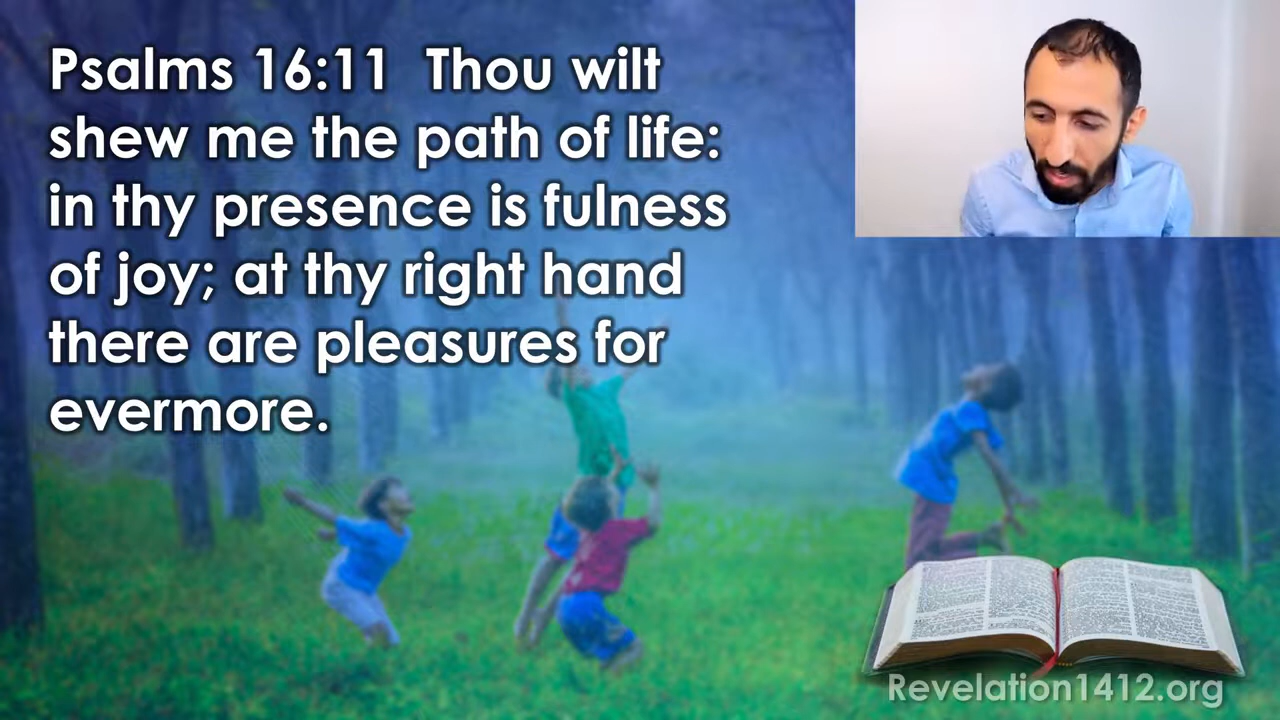 Psalms 16:11  Thou wilt
shew me the path of life:
in thy presence is fulness
of joy; at thy right hand
there are pleasures for
evermore.
Revelation1412.org